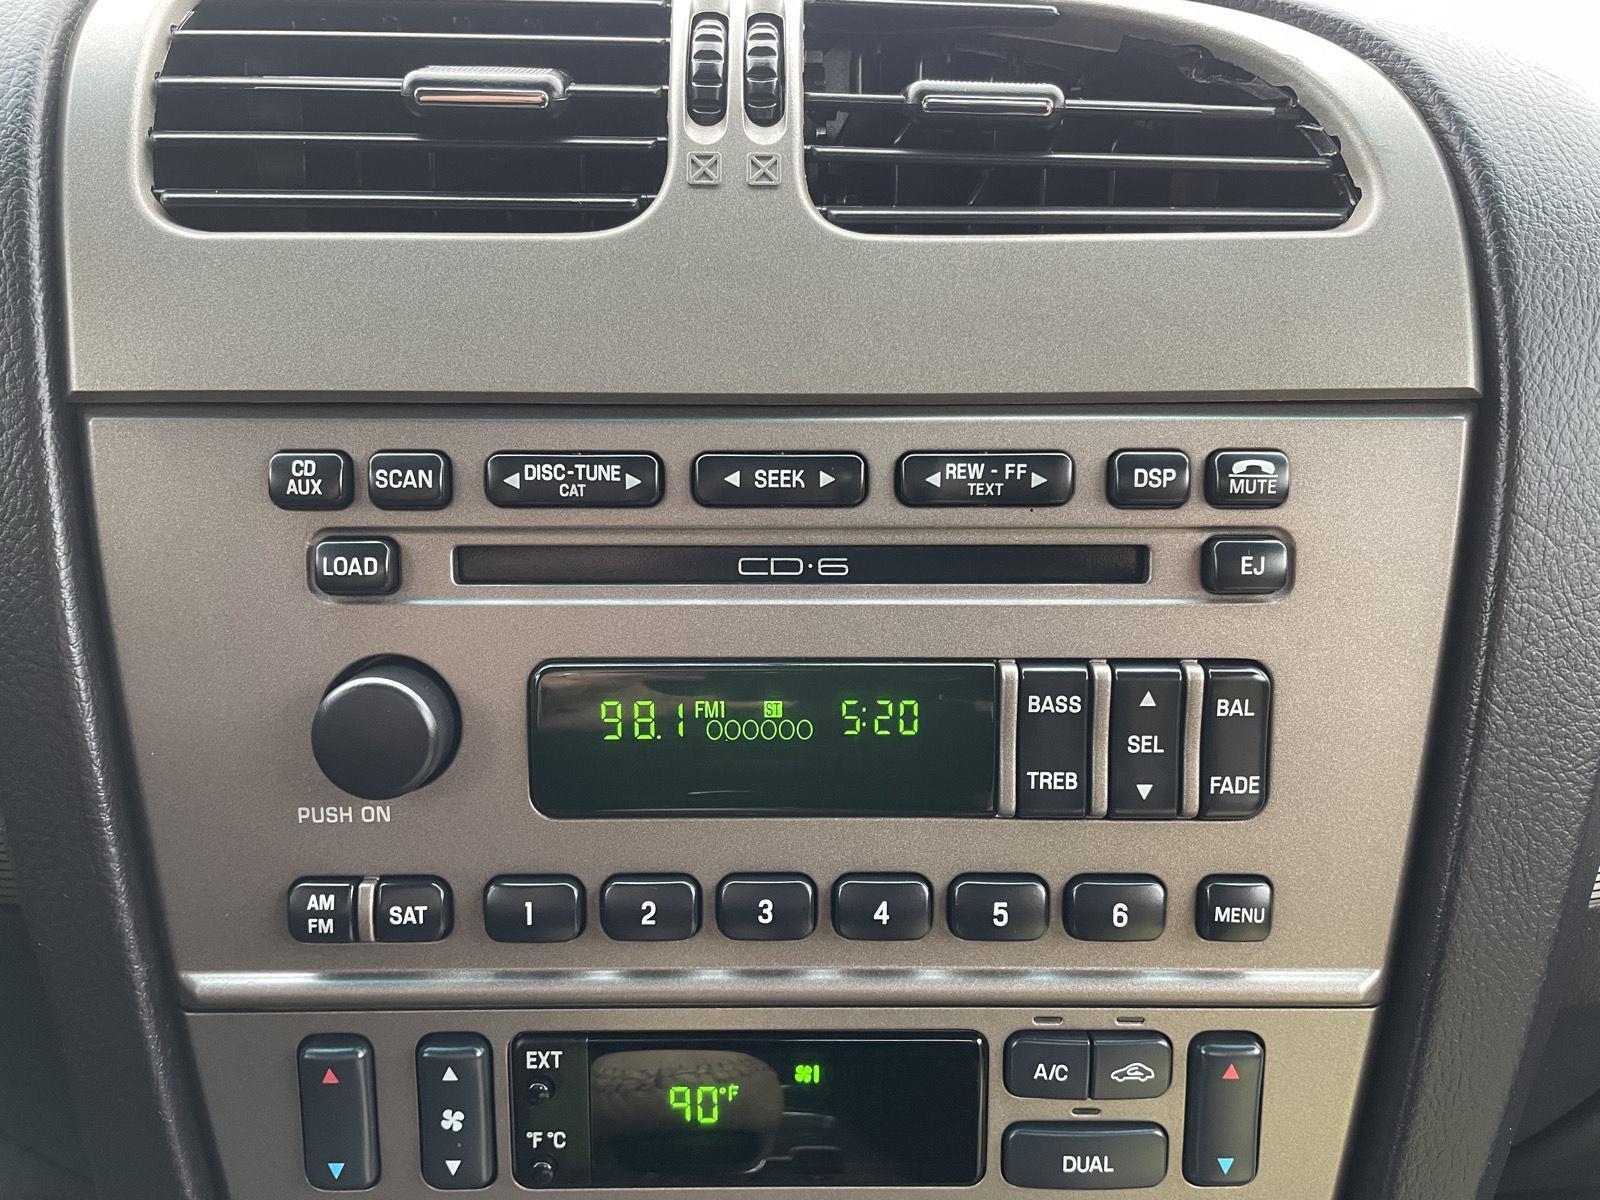 CD
AUX
SCAN
DISC-TUNE
CAT
SEEK
REW - FF
TEXT
DSP
MUTE
LOAD
CD·6
EJ
98.1 FM1 ST 5:20
BASS
TREB
SEL
BAL
FADE
PUSH ON
AM
FM
SAT
1
2
3
4
5
6
MENU
EXT
°F °C
90°F
A/C
DUAL